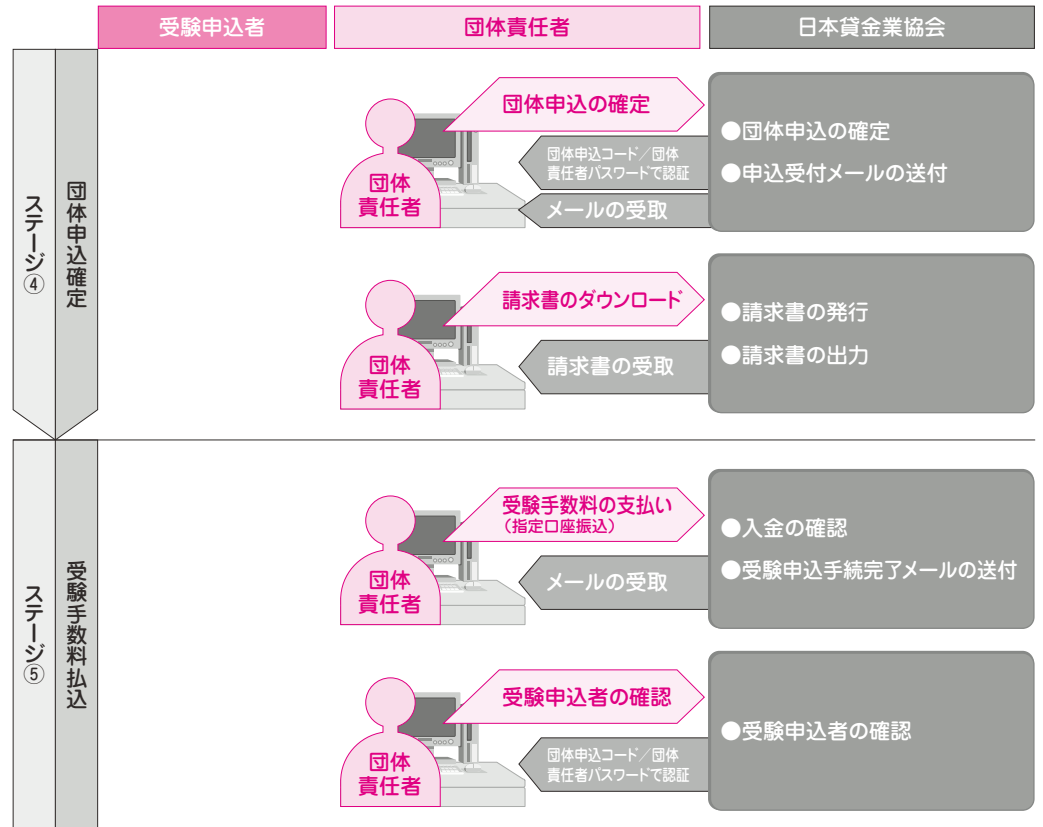 受験申込者
団体責任者
日本貸金業協会
ステージ④
団体申込確定
団体申込の確定
団体申込コード／団体
責任者パスワードで認証
メールの受取
団体
責任者
●団体申込の確定
●申込受付メールの送付
請求書のダウンロード
請求書の受取
団体
責任者
●請求書の発行
●請求書の出力
ステージ⑤
受験手数料払込
受験手数料の支払い
（指定口座振込）
メールの受取
団体
責任者
●入金の確認
●受験申込手続完了メールの送付
受験申込者の確認
団体申込コード／団体
責任者パスワードで認証
団体
責任者
●受験申込者の確認